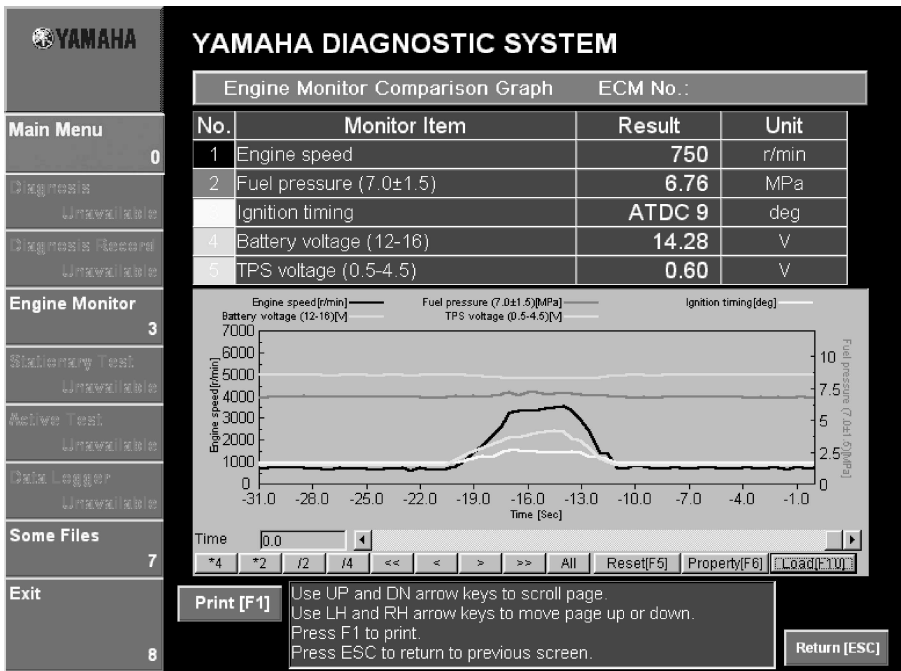 YAMAHA
YAMAHA DIAGNOSTIC SYSTEM
Engine Monitor Comparison Graph ECM No.:
Main Menu
0
Diagnosis
Unavailable
Diagnosis Record
Unavailable
Engine Monitor
3
Stationary Test
Unavailable
Active Test
Unavailable
Data Logger
Unavailable
Some Files
7
Exit
8
No. Monitor Item Result Unit
1 Engine speed 750 r/min
2 Fuel pressure (7.0±1.5) 6.76 MPa
Ignition timing ATDC 9 deg
4 Battery voltage (12-16) 14.28 V
5 TPS voltage (0.5-4.5) 0.60 V
Engine speed[r/min] Fuel pressure (7.0±1.5)[MPa] Ignition timing[deg]
Battery voltage (12-16)[V] TPS voltage (0.5-4.5)[V]
Engine speed[r/min]
7000
6000
5000
4000
3000
2000
1000
0
10
7.5
5
2.5
0
Fuel pressure (7.0±1.5)[MPa]
-31.0 -28.0 -25.0 -22.0 -19.0 -16.0 -13.0 -10.0 -7.0 -4.0 -1.0
Time [Sec]
Time 0.0
*4 *2 /2 /4 << < > >> All Reset[F5] Property[F6] Load[F10]
Print [F1]
Use UP and DN arrow keys to scroll page.
Use LH and RH arrow keys to move page up or down.
Press F1 to print.
Press ESC to return to previous screen.
Return [ESC]